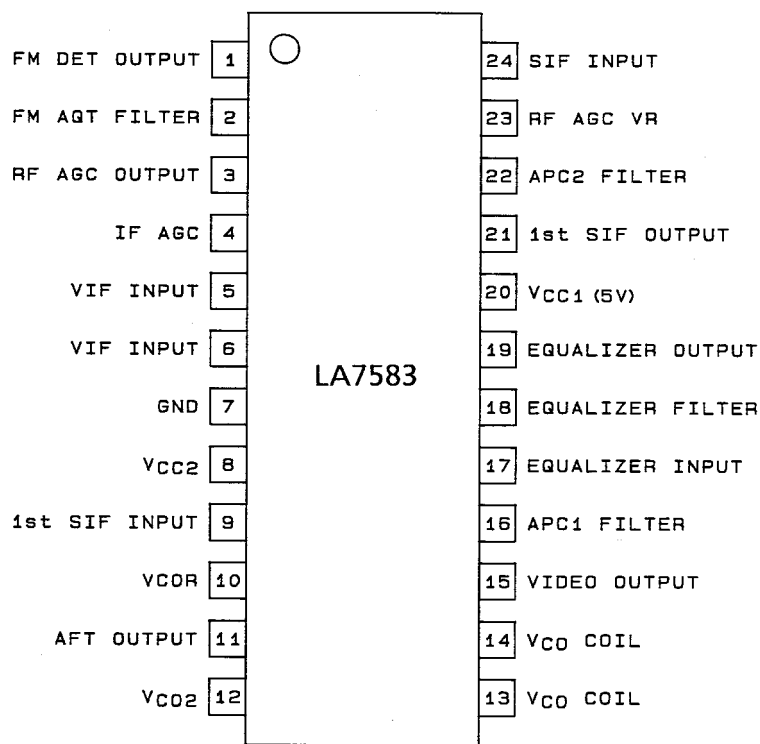 FM DET OUTPUT 1
FM AQT FILTER 2
RF AGC OUTPUT 3
IF AGC 4
VIF INPUT 5
VIF INPUT 6
GND 7
VCC2 8
1st SIF INPUT 9
VCOR 10
AFT OUTPUT 11
VCO2 12
LA7583
24 SIF INPUT
23 RF AGC VR
22 APC2 FILTER
21 1st SIF OUTPUT
20 VCC1 (5V)
19 EQUALIZER OUTPUT
18 EQUALIZER FILTER
17 EQUALIZER INPUT
16 APC1 FILTER
15 VIDEO OUTPUT
14 VCO COIL
13 VCO COIL